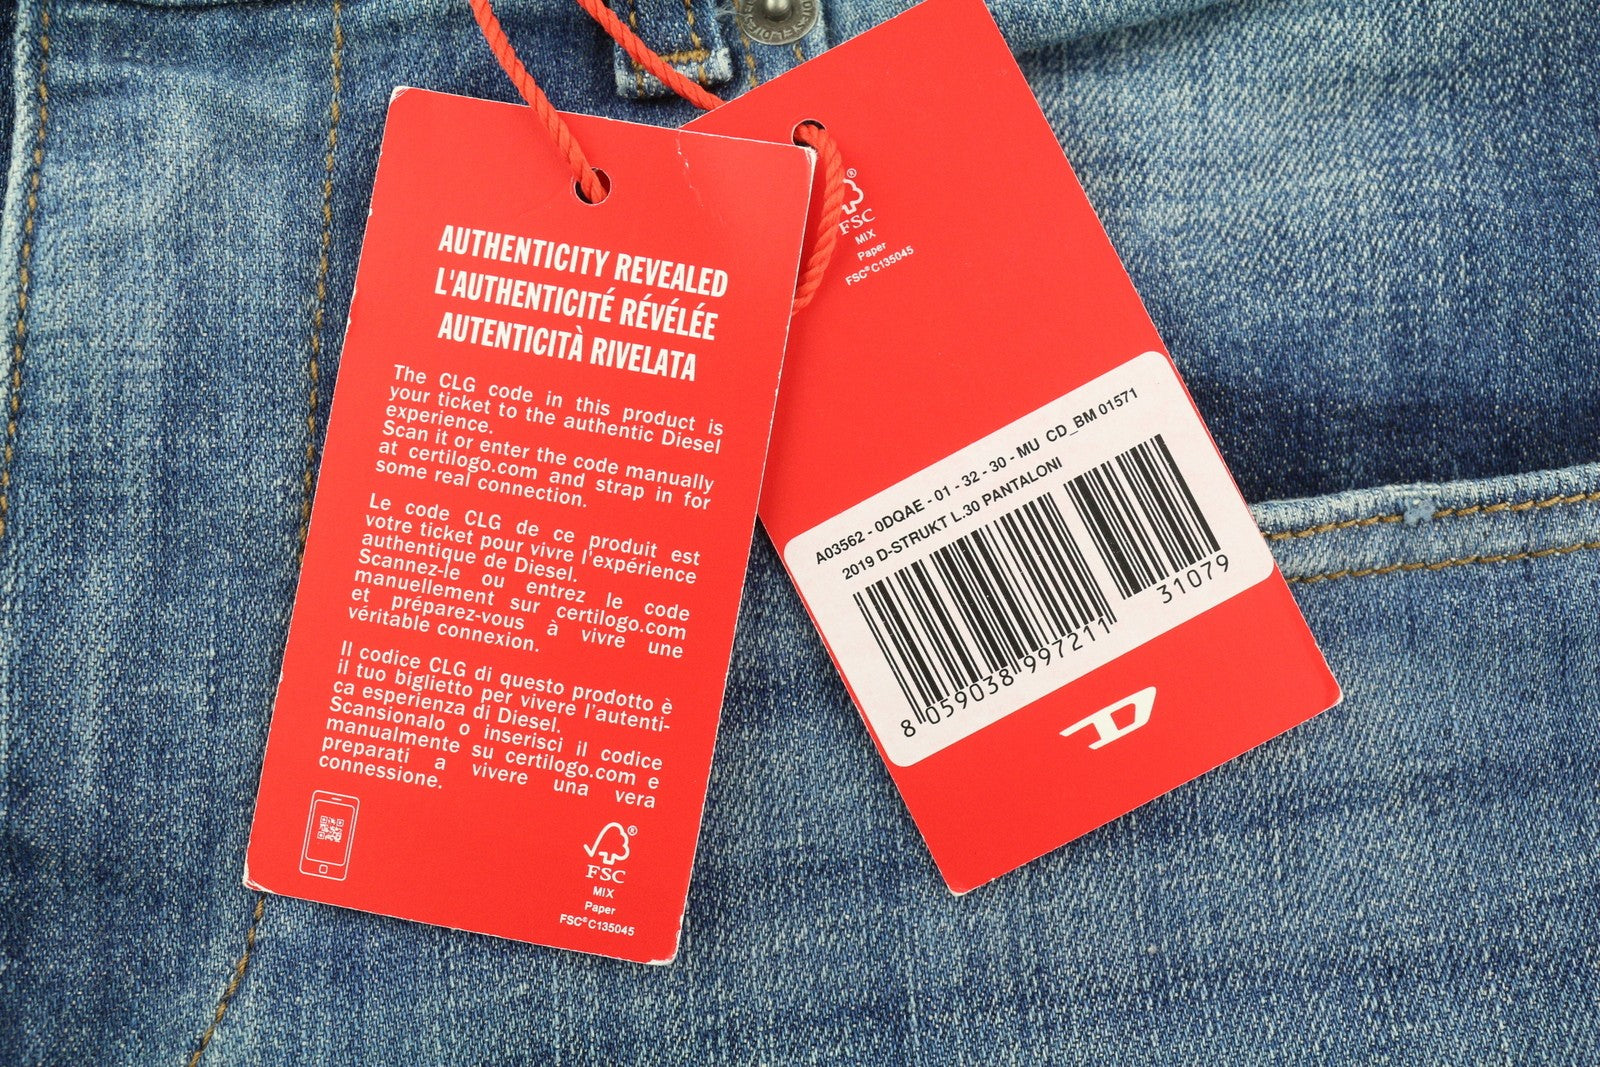 AUTHENTICITY REVEALED
L'AUTHENTICITÉ RÉVÉLÉE
AUTENTICITÀ RIVELATA
The CLG code in this product is
your ticket to the authentic Diesel
experience.
Scan it or enter the code manually
at certilogo.com and strap in for
some real connection.
Le code CLG de ce produit est
votre ticket pour vivre l'expérience
authentique de Diesel.
Scannez-le ou entrez le code
manuellement sur certilogo.com
et préparez-vous à vivre une
véritable connexion.
Il codice CLG di questo prodotto è
il tuo biglietto per vivere l'autenti-
ca esperienza di Diesel.
Scansionalo o inserisci il codice
manualmente su certilogo.com e
preparati a vivere una vera
connessione.
®
FSC
MIX
Paper
FSC® C135045
®
FSC
MIX
Paper
FSC® C135045
A03562 - 0DQAE - 01 - 32 - 30 - MU CD_BM 01571
2019 D-STRUKT L.30 PANTALONI
8 059038 997211
31079
D